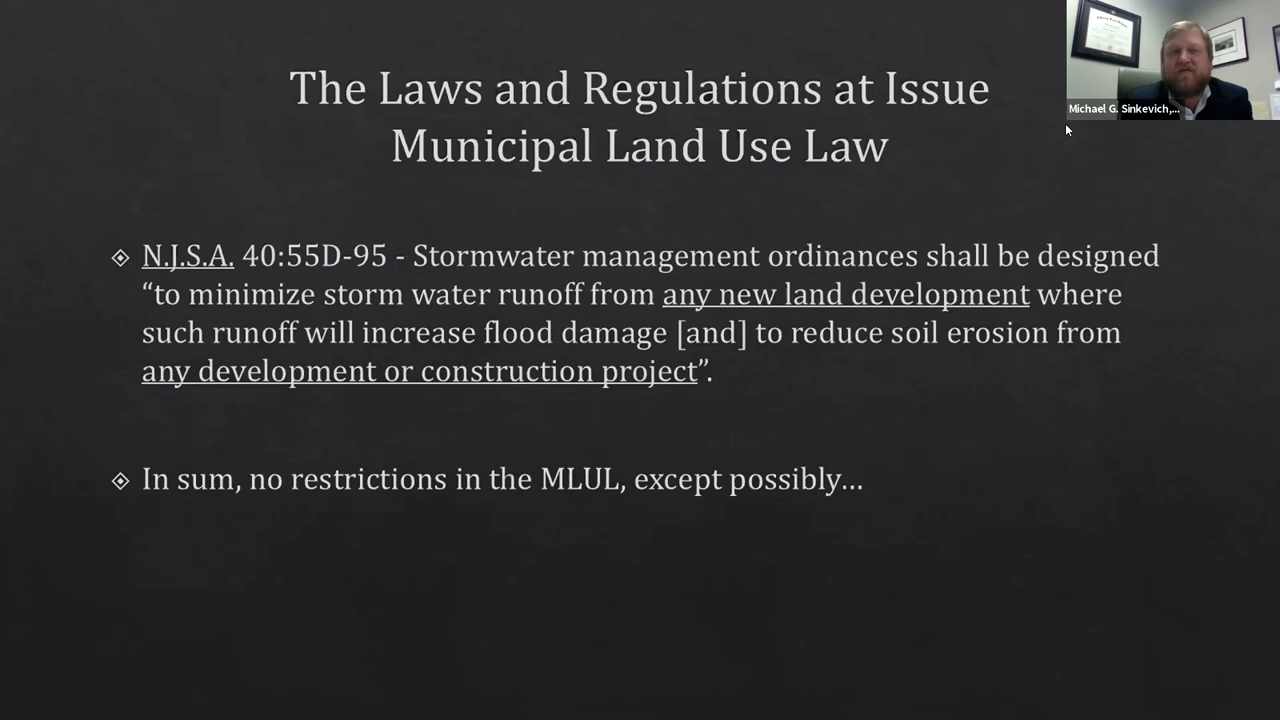 The Laws and Regulations at Issue
Municipal Land Use Law
Michael G. Sinkevich,...
N.J.S.A. 40:55D-95 - Stormwater management ordinances shall be designed
“to minimize storm water runoff from any new land development where
such runoff will increase flood damage [and] to reduce soil erosion from
any development or construction project”.
In sum, no restrictions in the MLUL, except possibly…